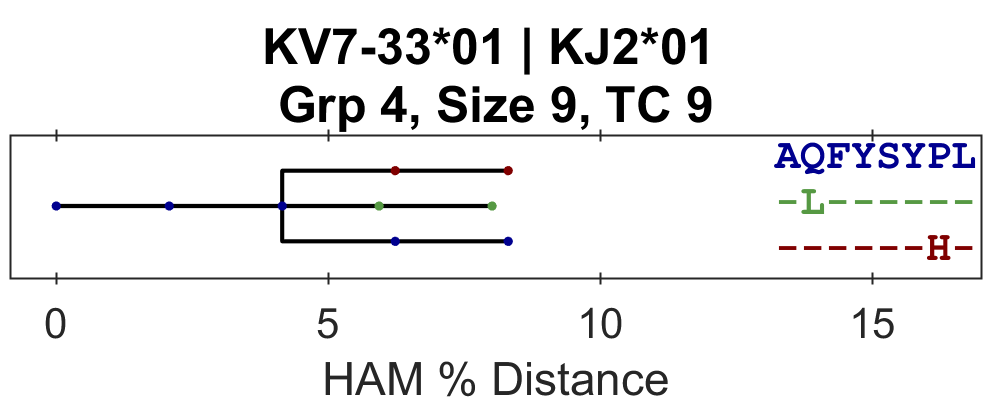 KV7-33*01 | KJ2*01
Grp 4, Size 9, TC 9
AQFYSYPL
-L------
------H-
0 5 10 15
HAM % Distance